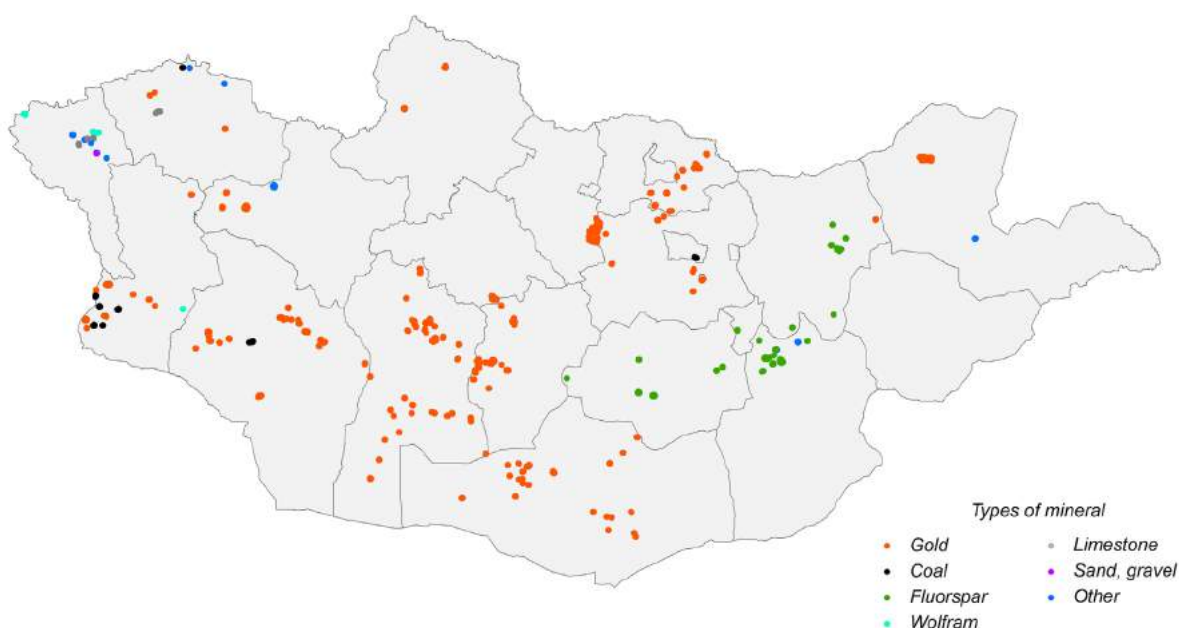 Types of mineral
Gold
Limestone
Coal
Sand, gravel
Fluorspar
Other
Wolfram